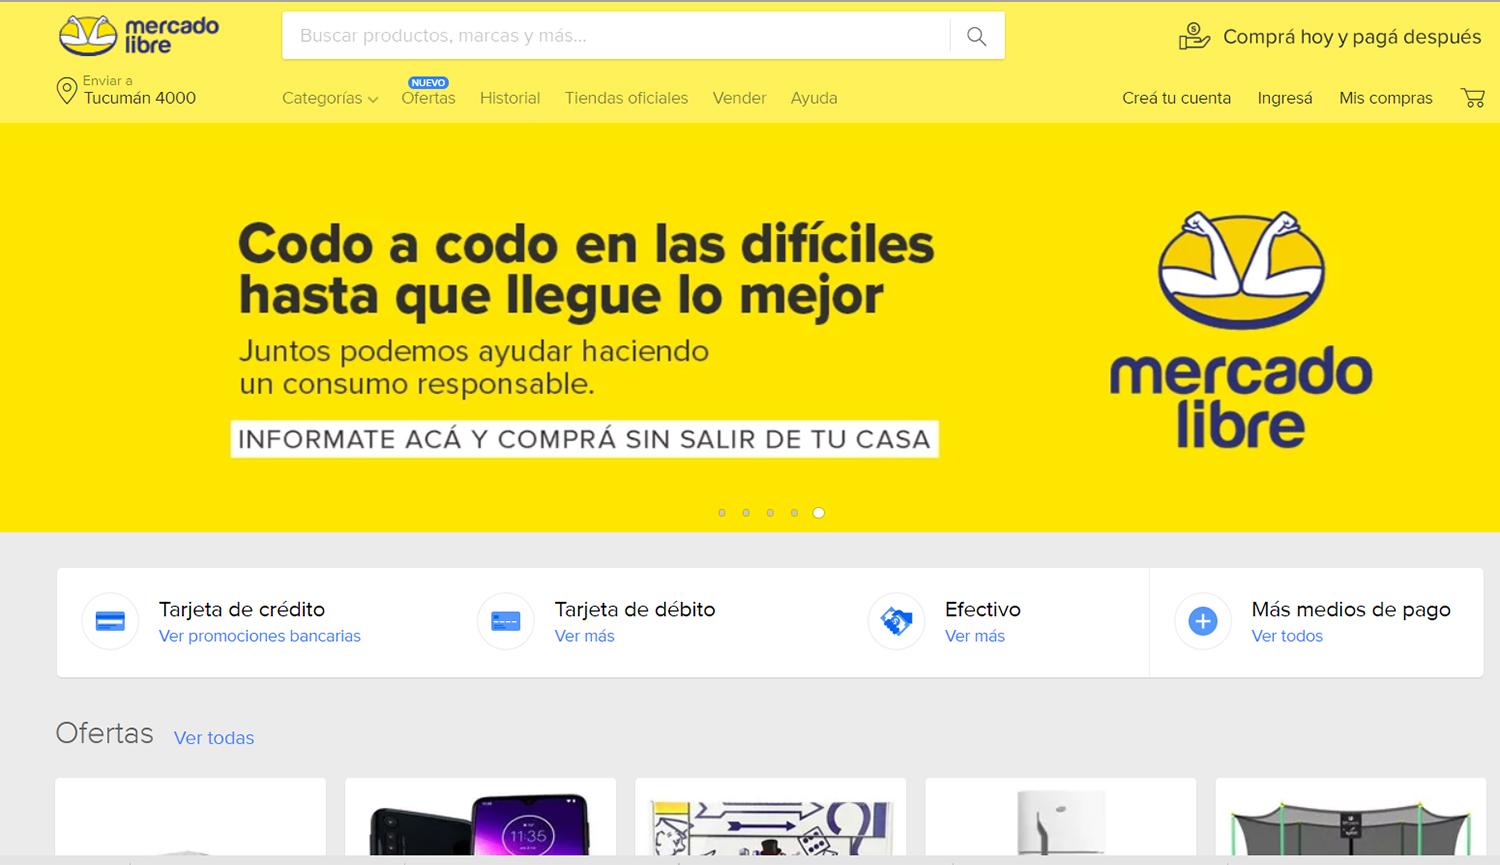 mercado
libre
Buscar productos, marcas y más...
Comprá hoy y pagá después
Enviar a
Tucumán 4000
Categorías
NUEVO
Ofertas
Historial
Tiendas oficiales
Vender
Ayuda
Creá tu cuenta
Ingresá
Mis compras
Codo a codo en las difíciles
hasta que llegue lo mejor
Juntos podemos ayudar haciendo
un consumo responsable.
INFORMATE ACÁ Y COMPRÁ SIN SALIR DE TU CASA
mercado
libre
Tarjeta de crédito
Ver promociones bancarias
Tarjeta de débito
Ver más
Efectivo
Ver más
Más medios de pago
Ver todos
Ofertas
Ver todas
11:35